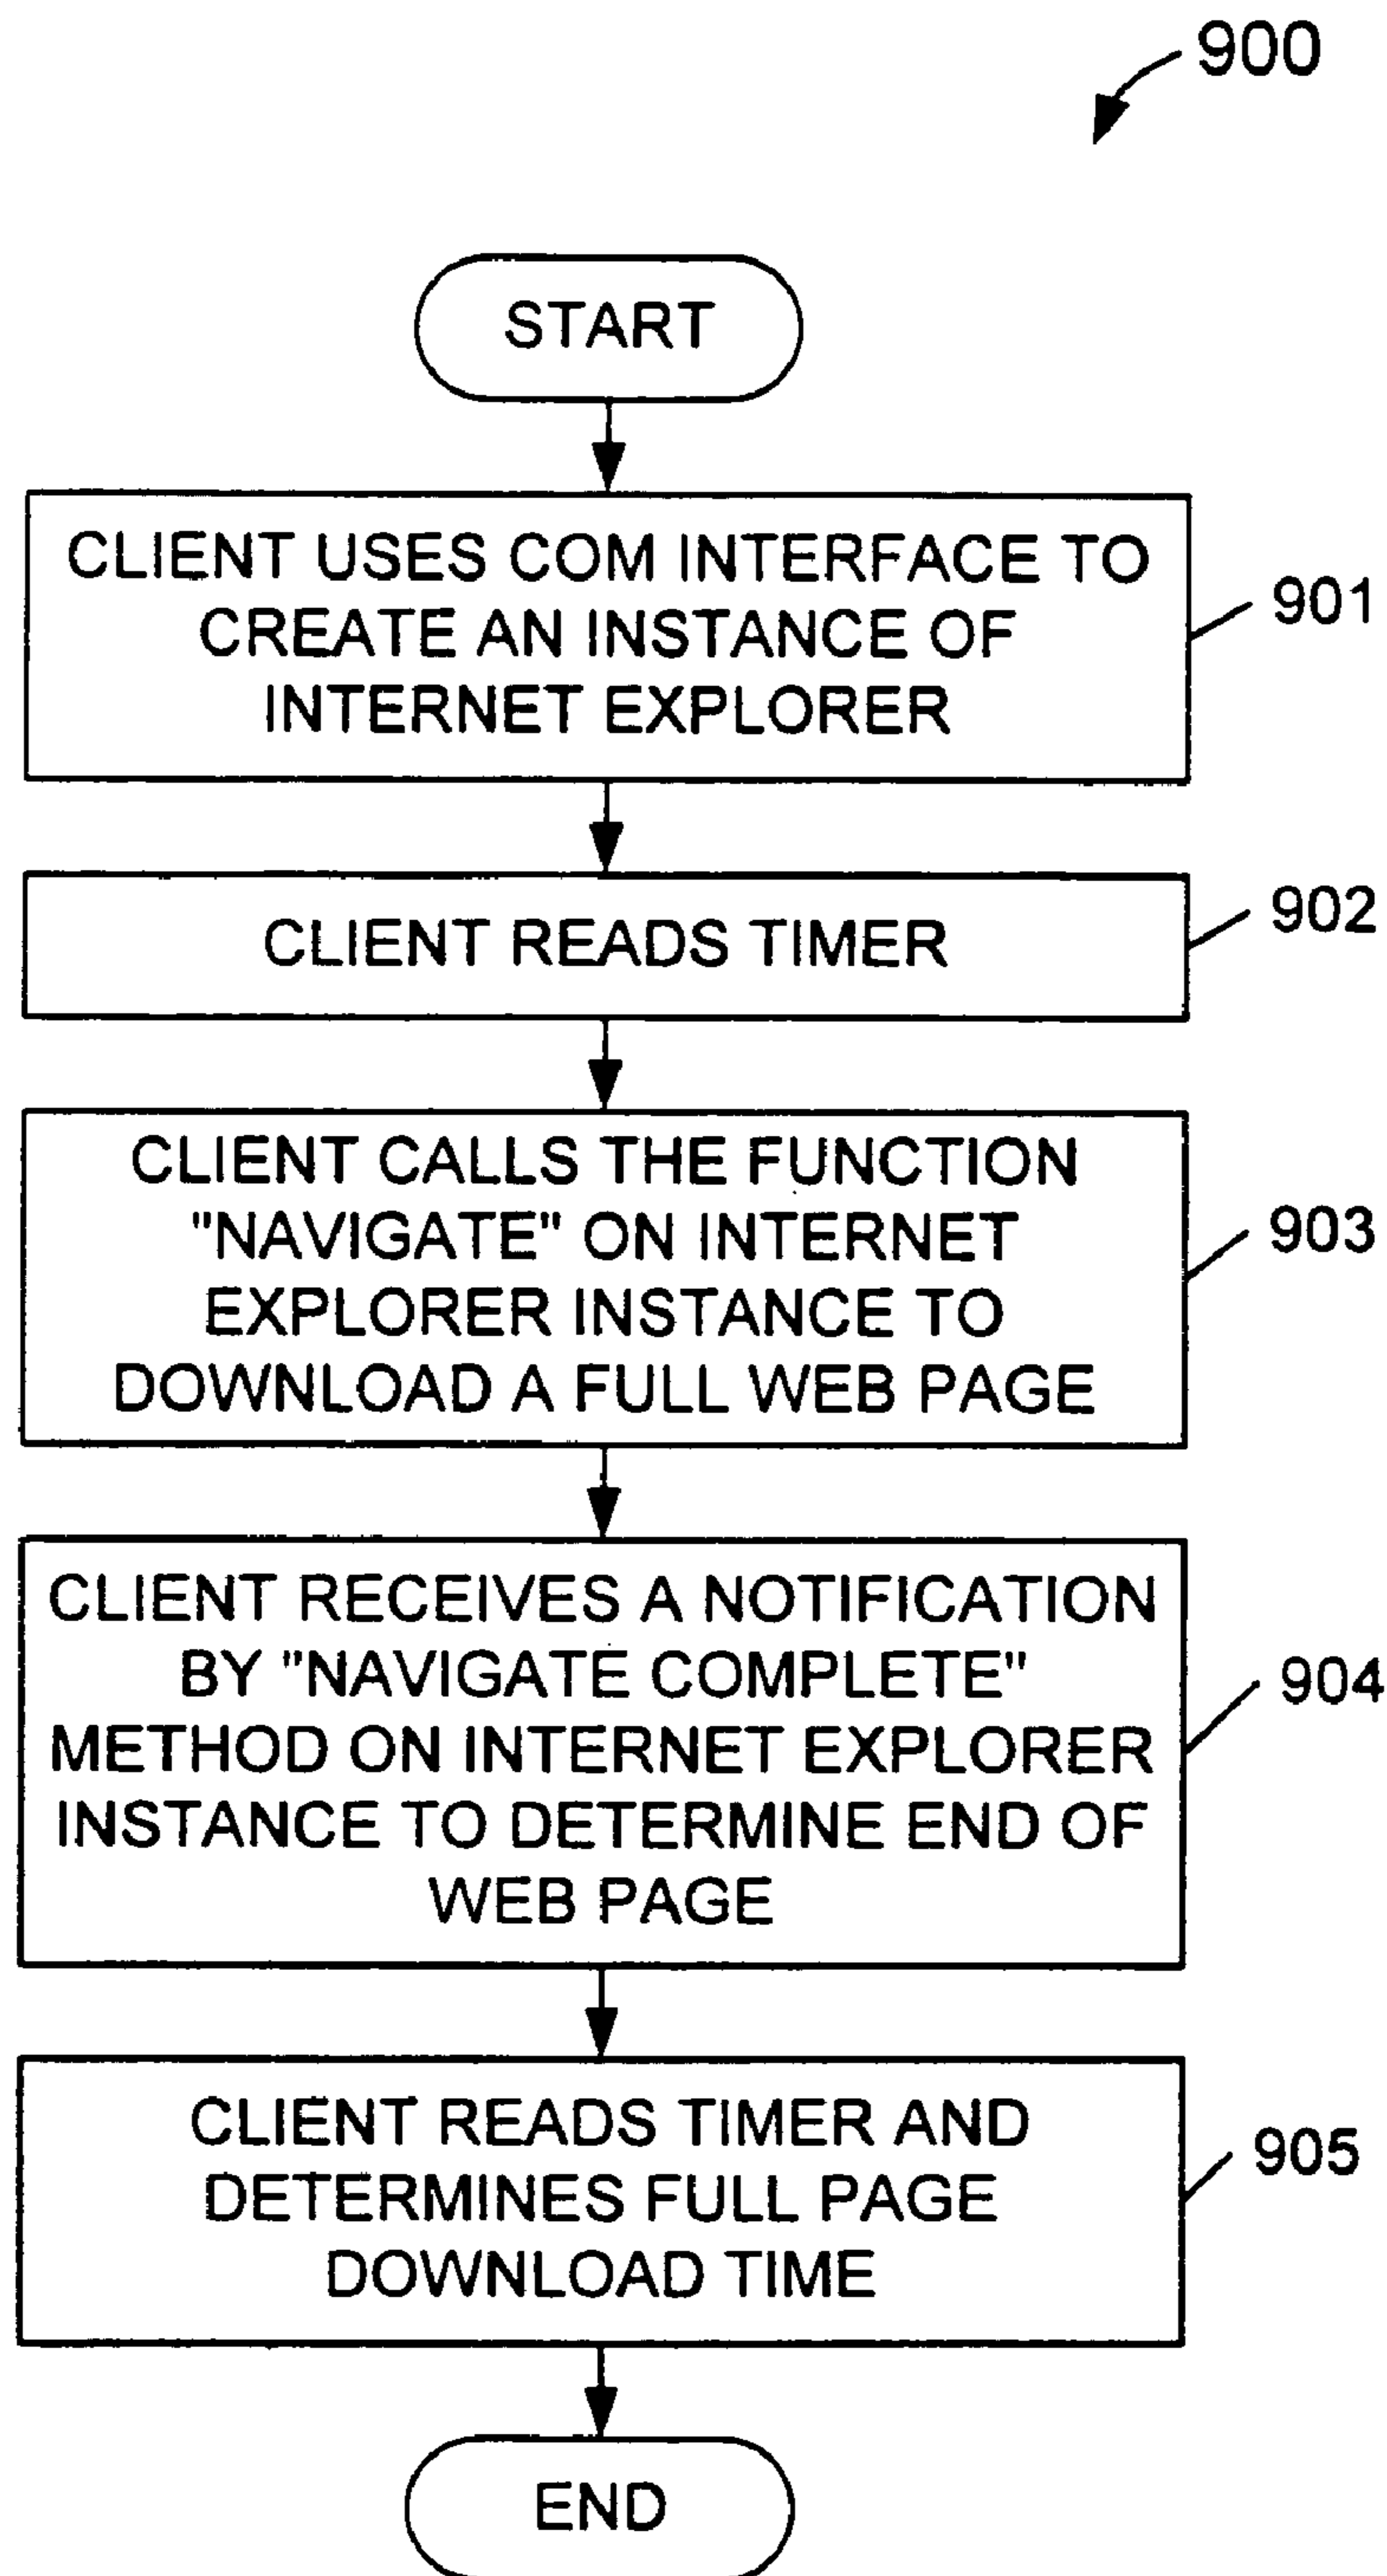 900
START
CLIENT USES COM INTERFACE TO
CREATE AN INSTANCE OF
INTERNET EXPLORER
901
CLIENT READS TIMER
902
CLIENT CALLS THE FUNCTION
"NAVIGATE" ON INTERNET
EXPLORER INSTANCE TO
DOWNLOAD A FULL WEB PAGE
903
CLIENT RECEIVES A NOTIFICATION
BY "NAVIGATE COMPLETE"
METHOD ON INTERNET EXPLORER
INSTANCE TO DETERMINE END OF
WEB PAGE
904
CLIENT READS TIMER AND
DETERMINES FULL PAGE
DOWNLOAD TIME
905
END